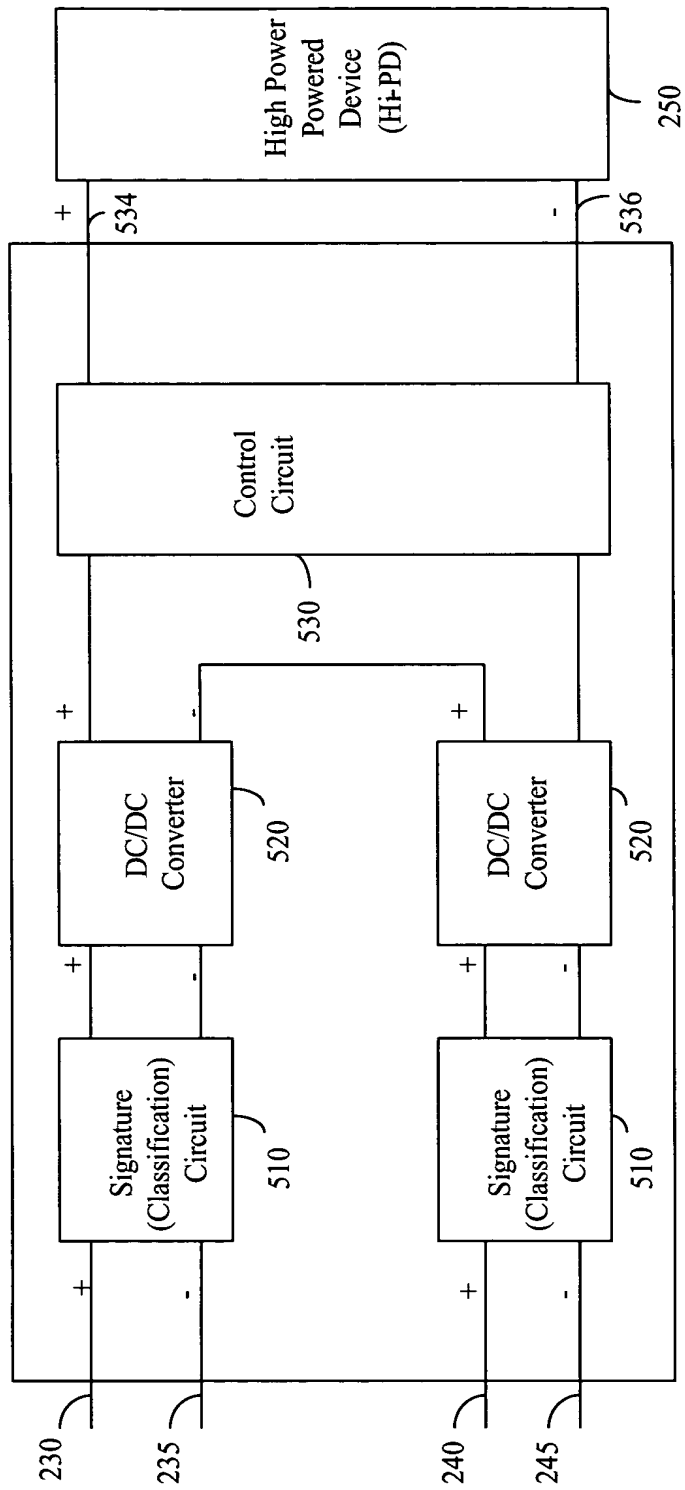 230
+
235
-
Signature
(Classification)
Circuit
510
+
-
DC/DC
Converter
520
+
-
240
+
245
-
Signature
(Classification)
Circuit
510
+
-
DC/DC
Converter
520
+
Control
Circuit
530
+
534
-
536
High Power
Powered
Device
(Hi-PD)
250